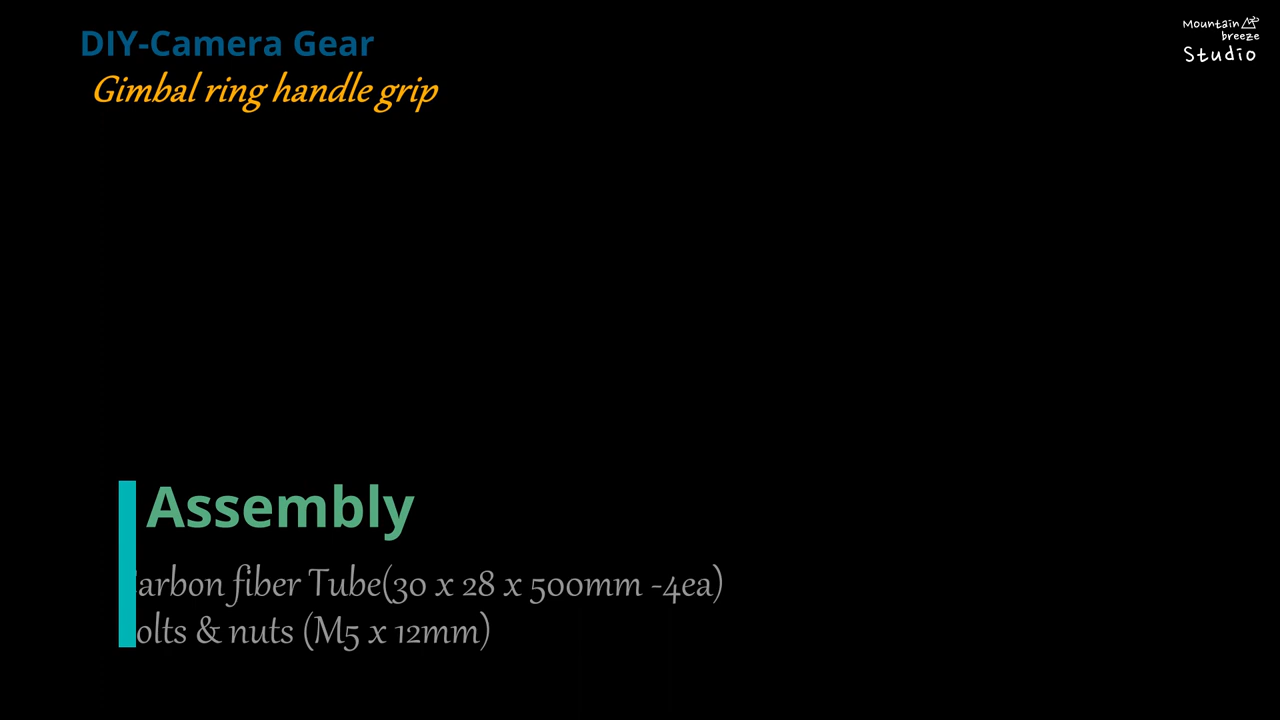 DIY-Camera Gear
Gimbal ring handle grip
Mountain
breeze
Studio
Assembly
arbon fiber Tube(30 x 28 x 500mm -4ea)
olts & nuts (M5 x 12mm)